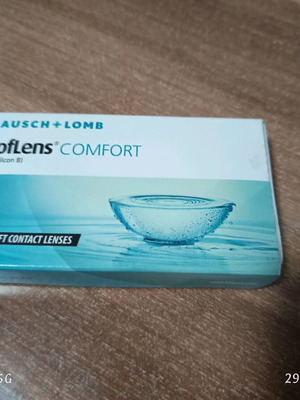 AUSCH + LOMB
ofLens® COMFORT
ilcon B)
FT CONTACT LENSES
5G
29